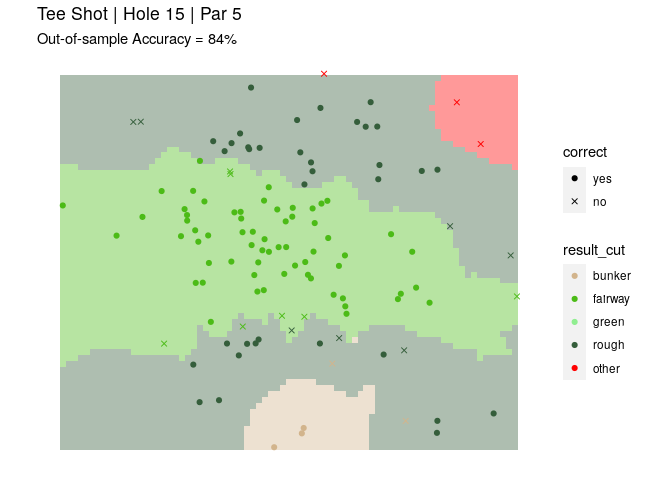 Tee Shot | Hole 15 | Par 5
Out-of-sample Accuracy = 84%
correct
yes
no
result_cut
bunker
fairway
green
rough
other